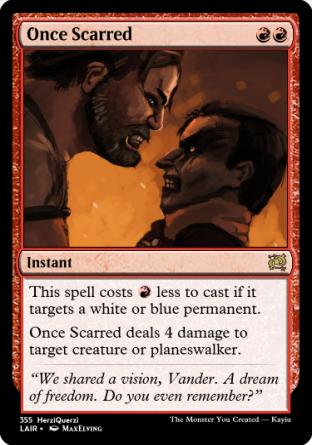 Once Scarred
Instant
This spell costs R less to cast if it
targets a white or blue permanent.
Once Scarred deals 4 damage to
target creature or planeswalker.
“We shared a vision, Vander. A dream
of freedom. Do you even remember?”
355 HerziQuerzi
The Monster You Created — Kayiu
LAIR • MaxElving